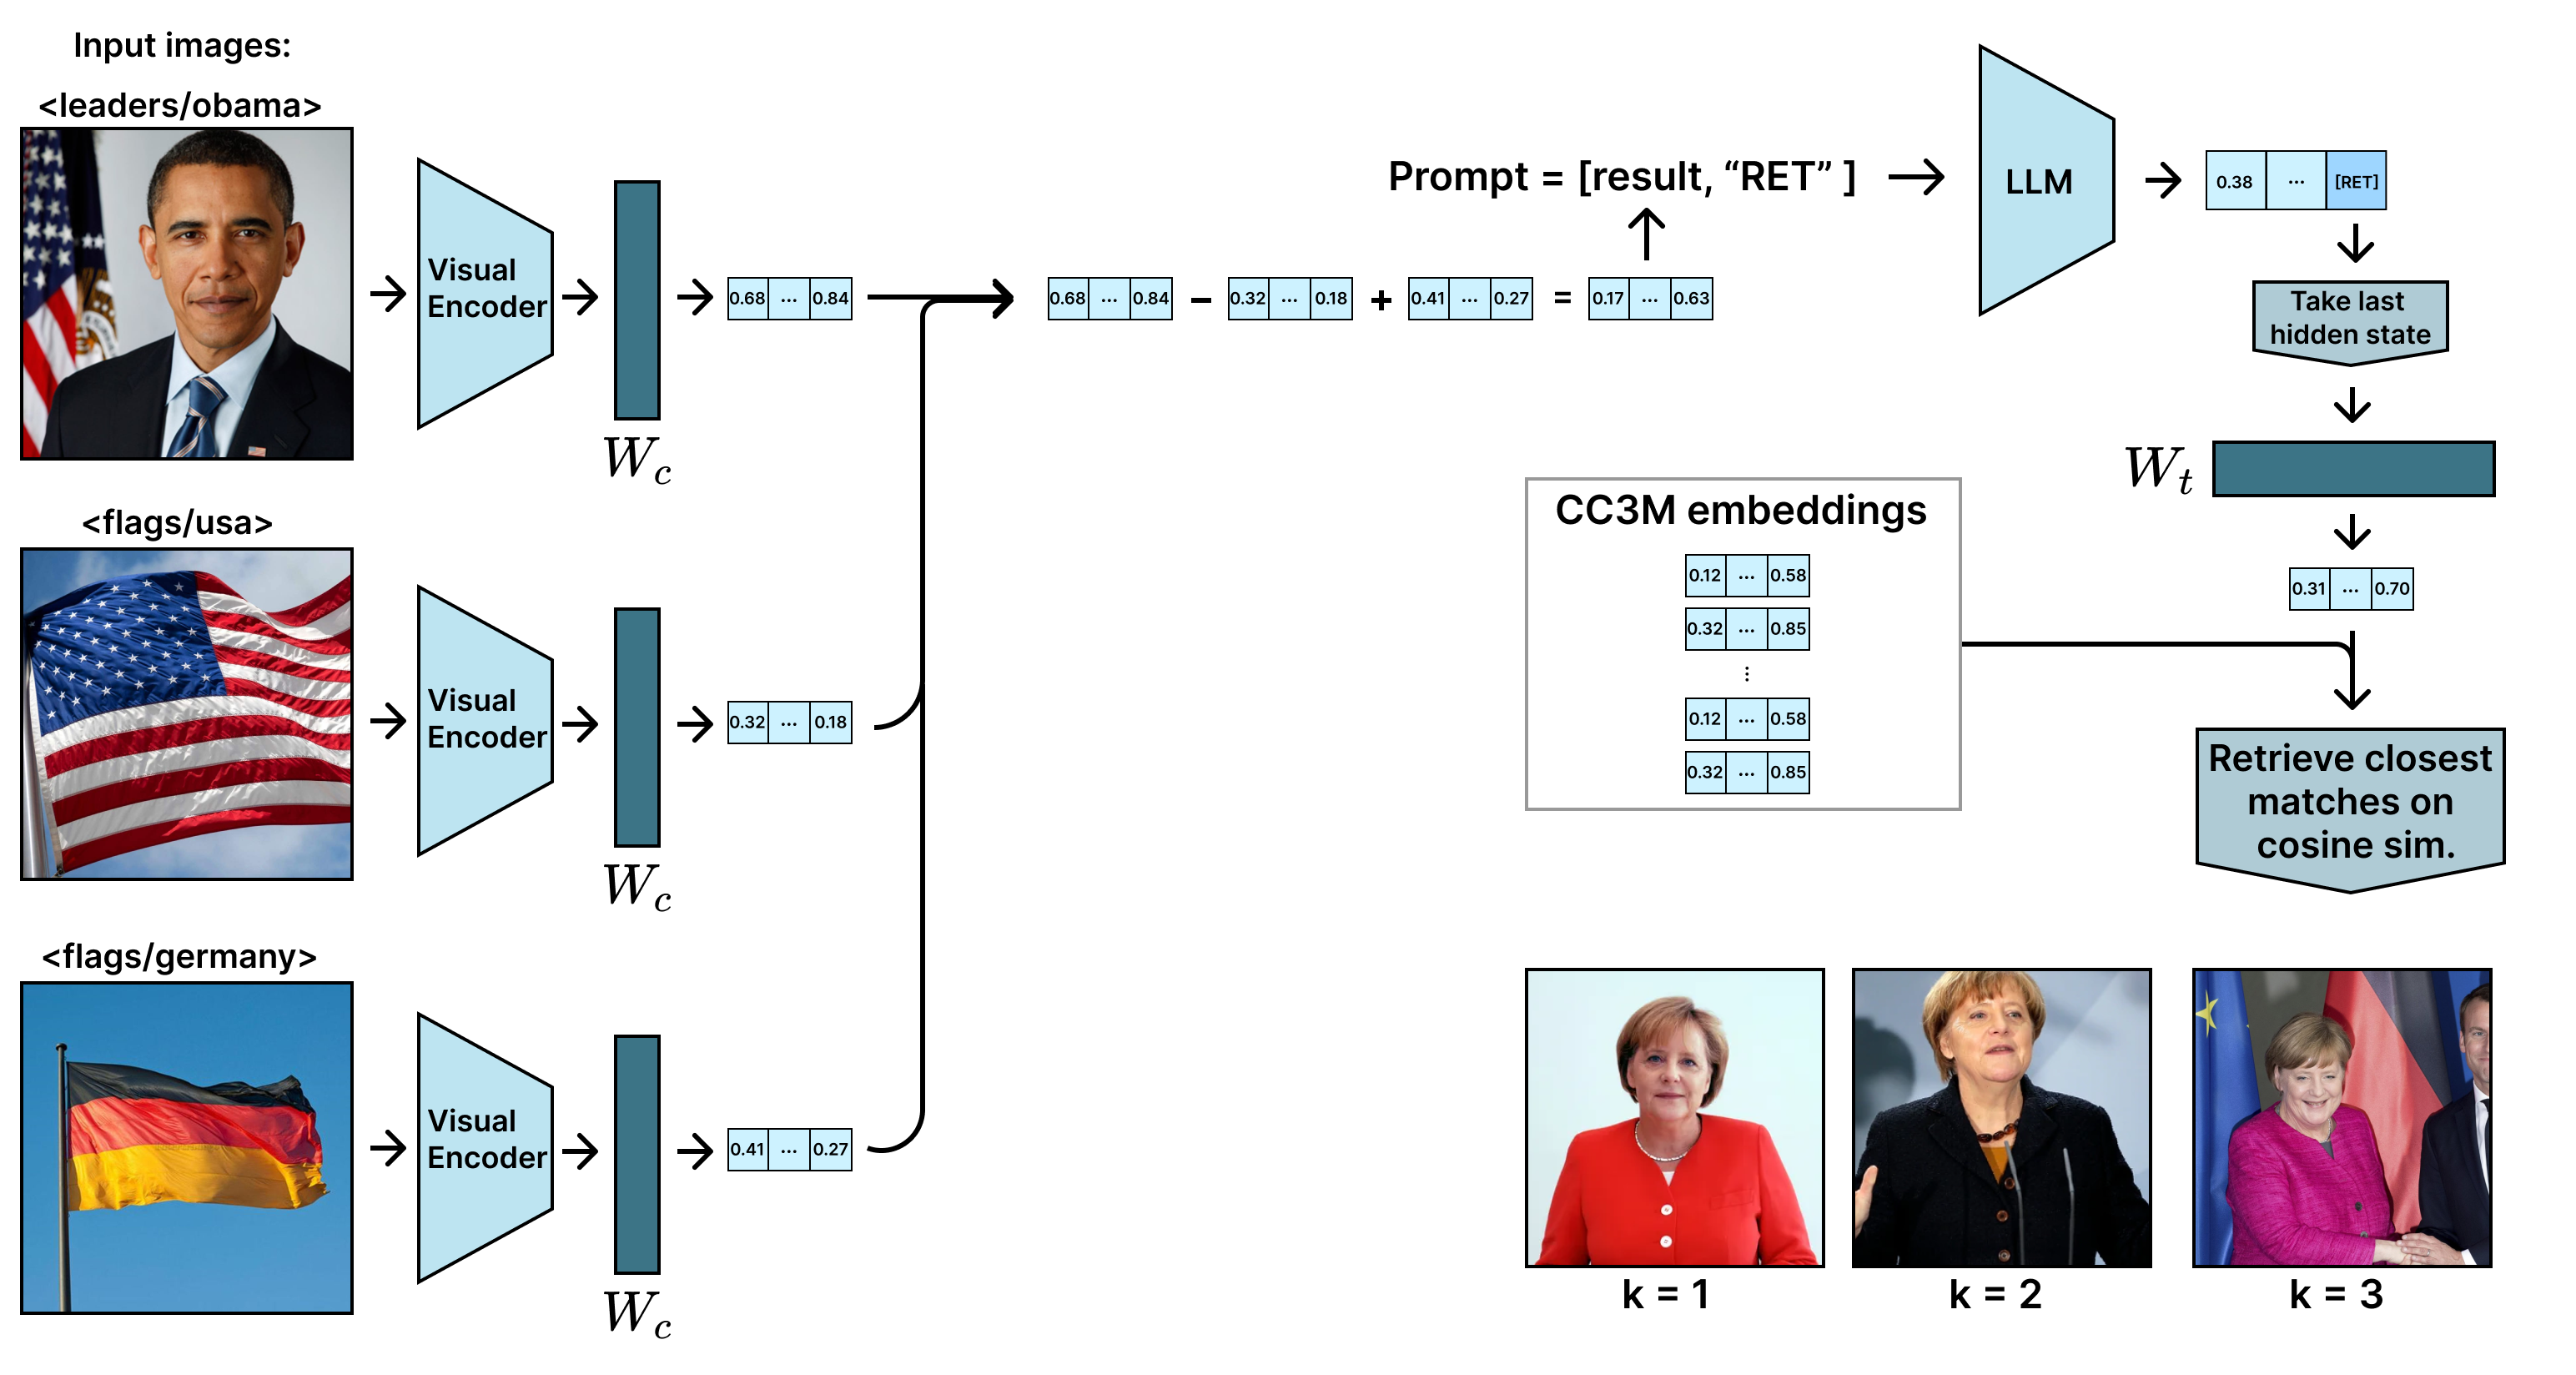 Input images:
<leaders/obama>
Visual
Encoder
W_c
0.68 ... 0.84
<flags/usa>
Visual
Encoder
W_c
0.32 ... 0.18
<flags/germany>
Visual
Encoder
W_c
0.41 ... 0.27
0.68 ... 0.84 − 0.32 ... 0.18 + 0.41 ... 0.27 = 0.17 ... 0.63
Prompt = [result, “RET” ]
LLM
0.38 ... [RET]
Take last
hidden state
W_t
0.31 ... 0.70
CC3M embeddings
0.12 ... 0.58
0.32 ... 0.85
⋮
0.12 ... 0.58
0.32 ... 0.85
Retrieve closest
matches on
cosine sim.
k = 1
k = 2
k = 3